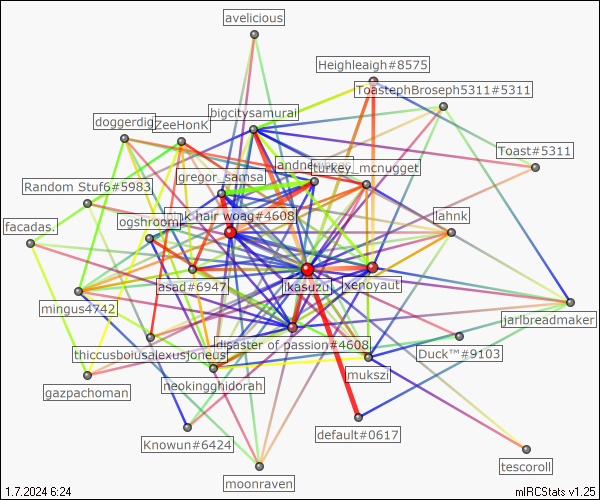 avelicious
Heighleaigh#8575
ToastephBroseph5311#5311
bigcitysamurai
doggerdig
ZeeHonK
Toast#5311
turkey_mcnugget
gregor_samsa
Random Stuf6#5983
lahnk
facadas.
ogshroom
hair woag#4608
asad#6947
ikasuzu
xenoyaut
mingus4742
jarlbreadmaker
disaster of passion#4608
thiccusboiusalexusjoneus
Duck™#9103
mukszi
neokingghidorah
gazpachoman
default#0617
Knowun#6424
tescoroll
moonraven
1.7.2024 6:24
mIRCStats v1.25